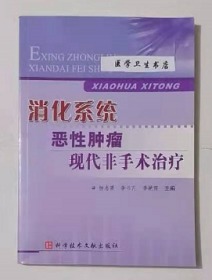 EXING ZHONG
XIANDAI FEI SH
医学卫生书店
XIAOHUA XITONG
消化系统
恶性肿瘤
现代非手术治疗
主编
科学技术文献出版社